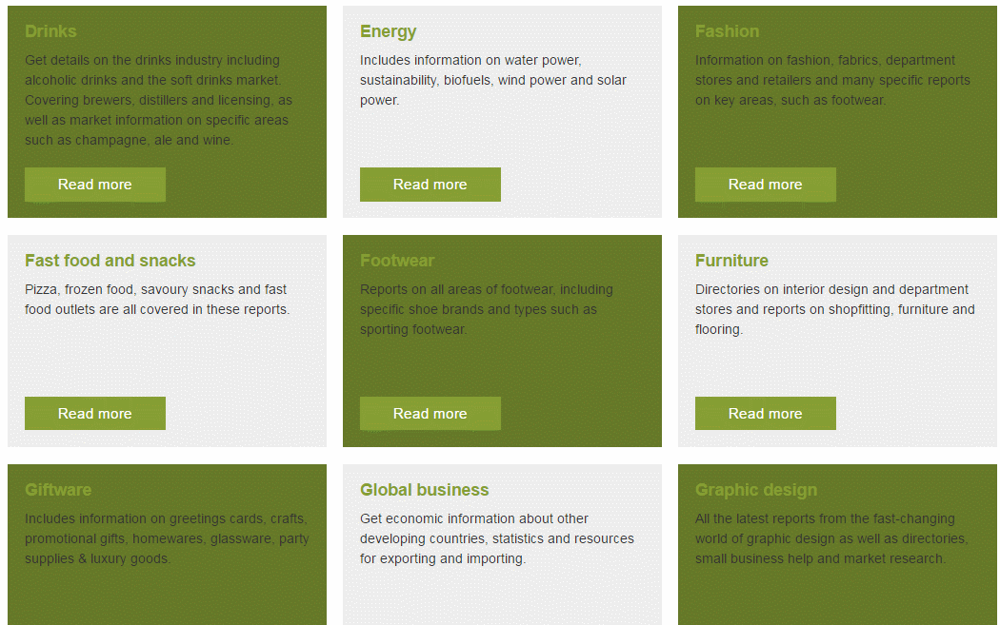 Drinks
Get details on the drinks industry including
alcoholic drinks and the soft drinks market.
Covering brewers, distillers and licensing, as
well as market information on specific areas
such as champagne, ale and wine.
Read more
Energy
Includes information on water power,
sustainability, biofuels, wind power and solar
power.
Read more
Fashion
Information on fashion, fabrics, department
stores and retailers and many specific reports
on key areas, such as footwear.
Read more
Fast food and snacks
Pizza, frozen food, savoury snacks and fast
food outlets are all covered in these reports.
Read more
Footwear
Reports on all areas of footwear, including
specific shoe brands and types such as
sporting footwear.
Read more
Furniture
Directories on interior design and department
stores and reports on shopfitting, furniture and
flooring.
Read more
Giftware
Includes information on greetings cards, crafts,
promotional gifts, homewares, glassware, party
supplies & luxury goods.
Global business
Get economic information about other
developing countries, statistics and resources
for exporting and importing.
Graphic design
All the latest reports from the fast-changing
world of graphic design as well as directories,
small business help and market research.